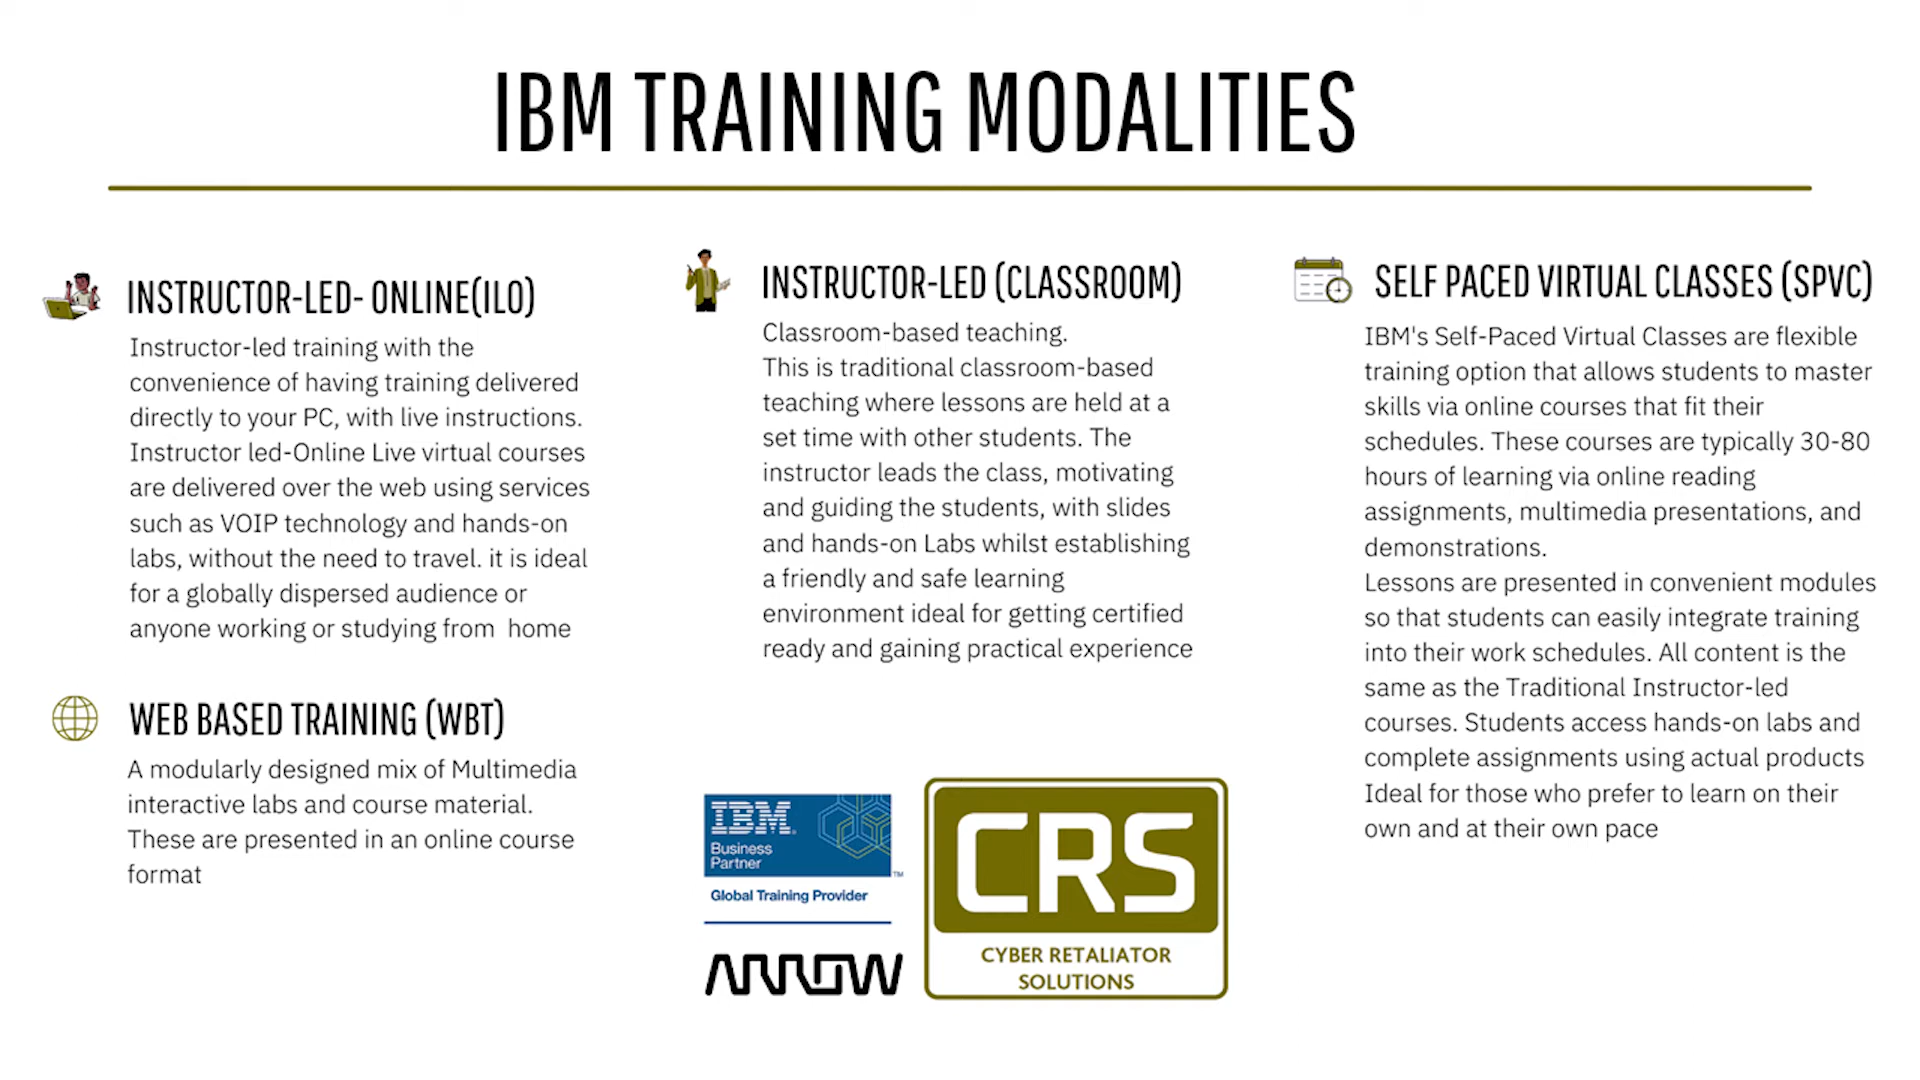 IBM TRAINING MODALITIES
INSTRUCTOR-LED- ONLINE(ILO)
Instructor-led training with the
convenience of having training delivered
directly to your PC, with live instructions.
Instructor led-Online Live virtual courses
are delivered over the web using services
such as VOIP technology and hands-on
labs, without the need to travel. it is ideal
for a globally dispersed audience or
anyone working or studying from  home
WEB BASED TRAINING (WBT)
A modularly designed mix of Multimedia
interactive labs and course material.
These are presented in an online course
format
INSTRUCTOR-LED (CLASSROOM)
Classroom-based teaching.
This is traditional classroom-based
teaching where lessons are held at a
set time with other students. The
instructor leads the class, motivating
and guiding the students, with slides
and hands-on Labs whilst establishing
a friendly and safe learning
environment ideal for getting certified
ready and gaining practical experience
IBM®
Business
Partner
TM
Global Training Provider
ARROW
CRS
CYBER RETALIATOR
SOLUTIONS
SELF PACED VIRTUAL CLASSES (SPVC)
IBM's Self-Paced Virtual Classes are flexible
training option that allows students to master
skills via online courses that fit their
schedules. These courses are typically 30-80
hours of learning via online reading
assignments, multimedia presentations, and
demonstrations.
Lessons are presented in convenient modules
so that students can easily integrate training
into their work schedules. All content is the
same as the Traditional Instructor-led
courses. Students access hands-on labs and
complete assignments using actual products
Ideal for those who prefer to learn on their
own and at their own pace